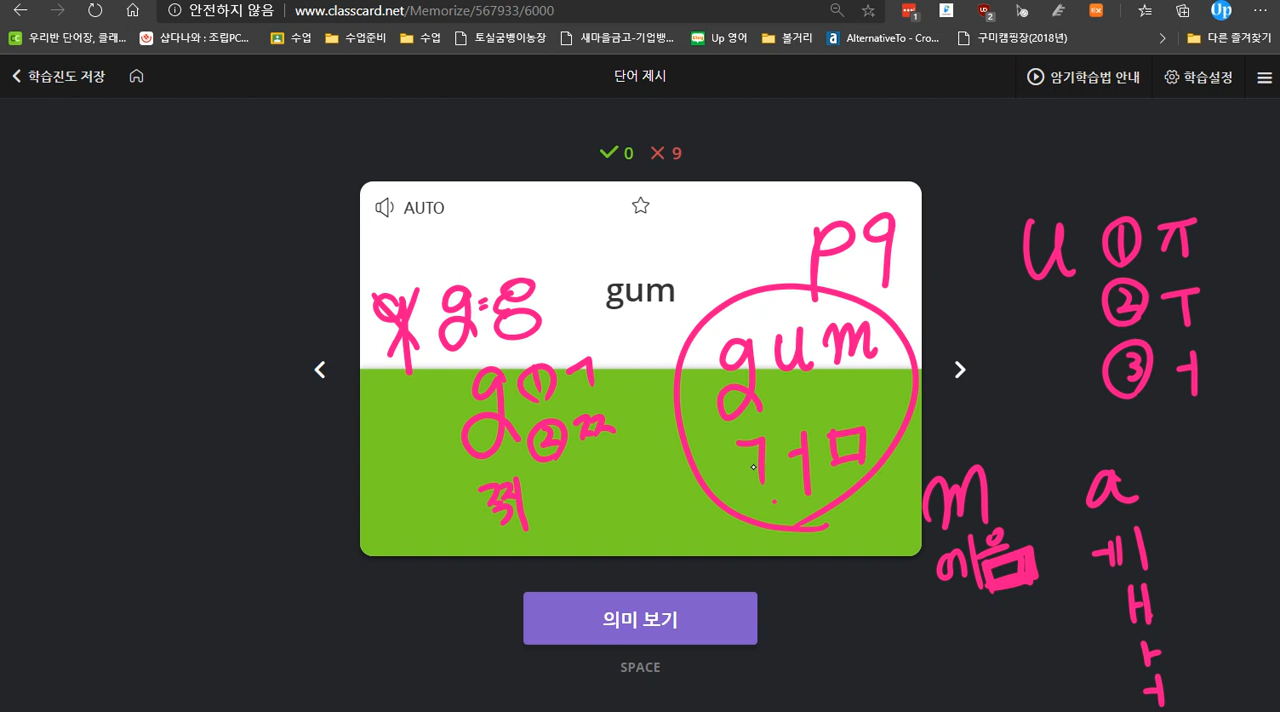 안전하지 않음 | www.classcard.net/Memorize/567933/6000
우리반 단어장, 클래... 샵다나와 : 조립PC... 수업 수업준비 수업 토실굼벵이농장 새마을금고-기업뱅... Up 영어 볼거리 AlternativeTo - Cro... 구미캠핑장(2018년) 다른 즐겨찾기
학습진도 저장 단어 제시 암기학습법 안내 학습설정
0 9
AUTO
p q
gum
g = g
g ① ㄱ
② ㅉ
gum
ㄱㅓㅁ
u ① ㅠ
② ㅜ
③ ㅓ
m
a
ㅔ
ㅐ
ㅏ
ㅓ
의미 보기
SPACE